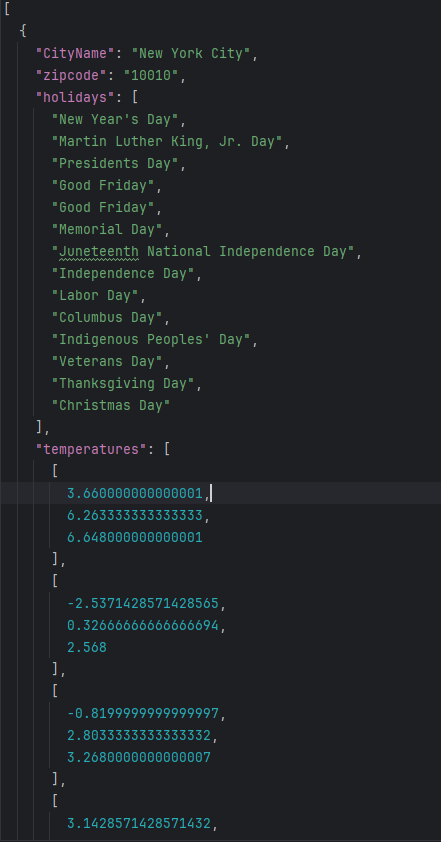 [
{
"CityName": "New York City",
"zipcode": "10010",
"holidays": [
"New Year's Day",
"Martin Luther King, Jr. Day",
"Presidents Day",
"Good Friday",
"Good Friday",
"Memorial Day",
"Juneteenth National Independence Day",
"Independence Day",
"Labor Day",
"Columbus Day",
"Indigenous Peoples' Day",
"Veterans Day",
"Thanksgiving Day",
"Christmas Day"
],
"temperatures": [
[
3.660000000000001,
6.263333333333333,
6.648000000000001
],
[
-2.5371428571428565,
0.32666666666666694,
2.568
],
[
-0.8199999999999997,
2.8033333333333332,
3.2680000000000007
],
[
3.1428571428571432,